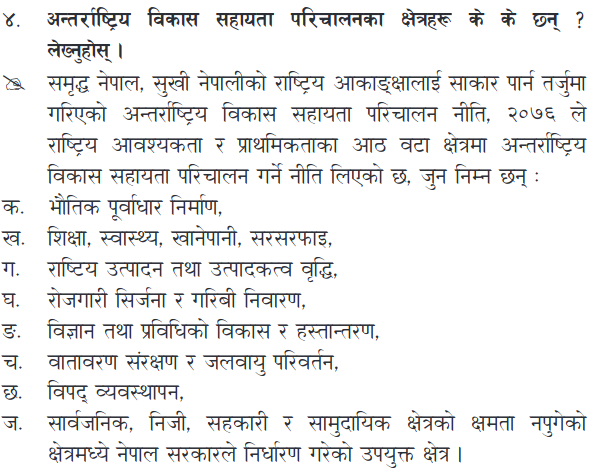 ४. अन्तर्राष्ट्रिय विकास सहायता परिचालनका क्षेत्रहरू के के छन् ?
लेख्नुहोस् ।
समृद्ध नेपाल, सुखी नेपालीको राष्ट्रिय आकाङ्क्षालाई साकार पार्न तर्जुमा
गरिएको अन्तर्राष्ट्रिय विकास सहायता परिचालन नीति, २०७६ ले
राष्ट्रिय आवश्यकता र प्राथमिकताका आठ वटा क्षेत्रमा अन्तर्राष्ट्रिय
विकास सहायता परिचालन गर्ने नीति लिएको छ, जुन निम्न छन् :
क. भौतिक पूर्वाधार निर्माण,
ख. शिक्षा, स्वास्थ्य, खानेपानी, सरसरफाइ,
ग. राष्टिय उत्पादन तथा उत्पादकत्व वृद्धि,
घ. रोजगारी सिर्जना र गरिबी निवारण,
ङ. विज्ञान तथा प्रविधिको विकास र हस्तान्तरण,
च. वातावरण संरक्षण र जलवायु परिवर्तन,
छ. विपद् व्यवस्थापन,
ज. सार्वजनिक, निजी, सहकारी र सामुदायिक क्षेत्रको क्षमता नपुगेको
क्षेत्रमध्ये नेपाल सरकारले निर्धारण गरेको उपयुक्त क्षेत्र ।